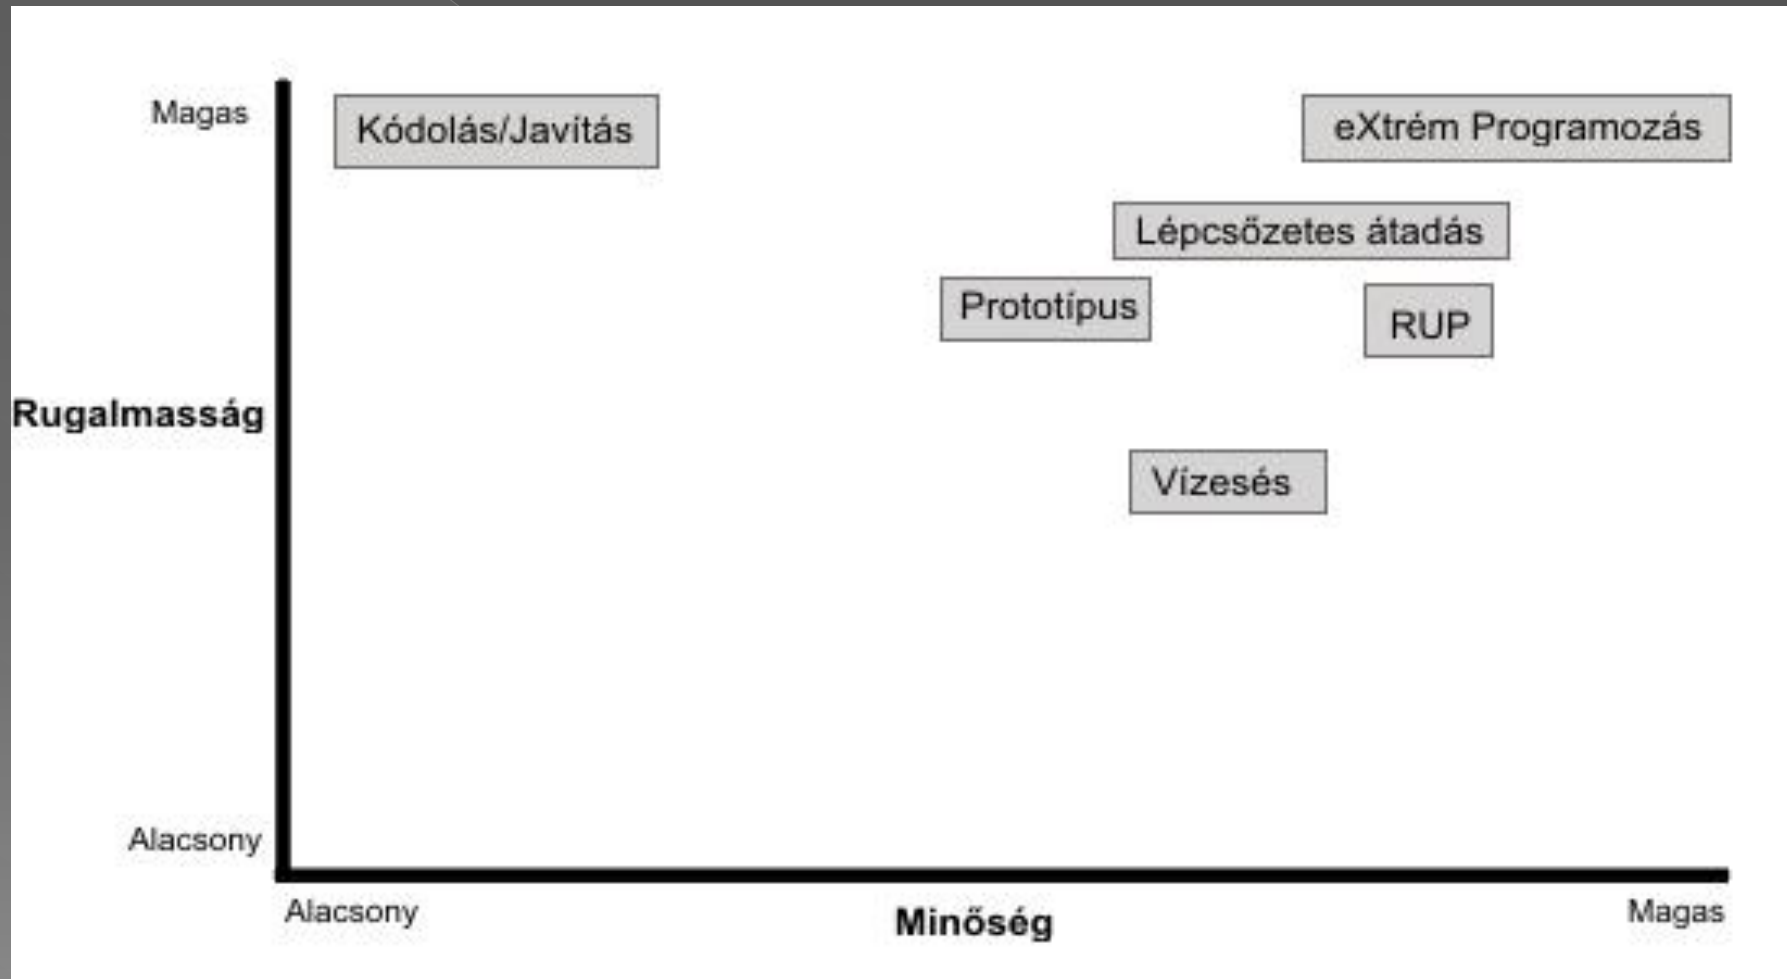 Magas
Kódolás/Javítás
eXtrém Programozás
Lépcsőzetes átadás
Prototípus
RUP
Rugalmasság
Vízesés
Alacsony
Alacsony
Minőség
Magas